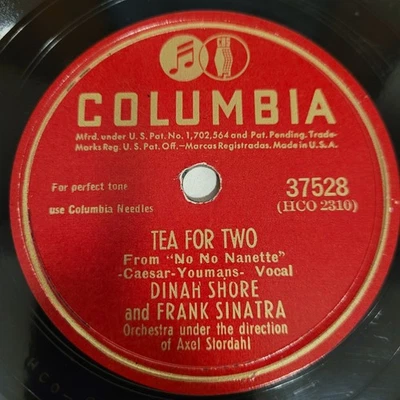 CBS
COLUMBIA
Mfrd. under U. S. Pat. No. 1,702,564 and Pat. Pending. Trade-
Marks Reg. U. S. Pat. Off.-Marcas Registradas. Made in U. S. A.
For perfect tone
use Columbia Needles
37528
(HCO 2310)
TEA FOR TWO
From "No No Nanette"
-Caesar-Youmans- Vocal
DINAH SHORE
and FRANK SINATRA
Orchestra under the direction
of Axel Stordahl